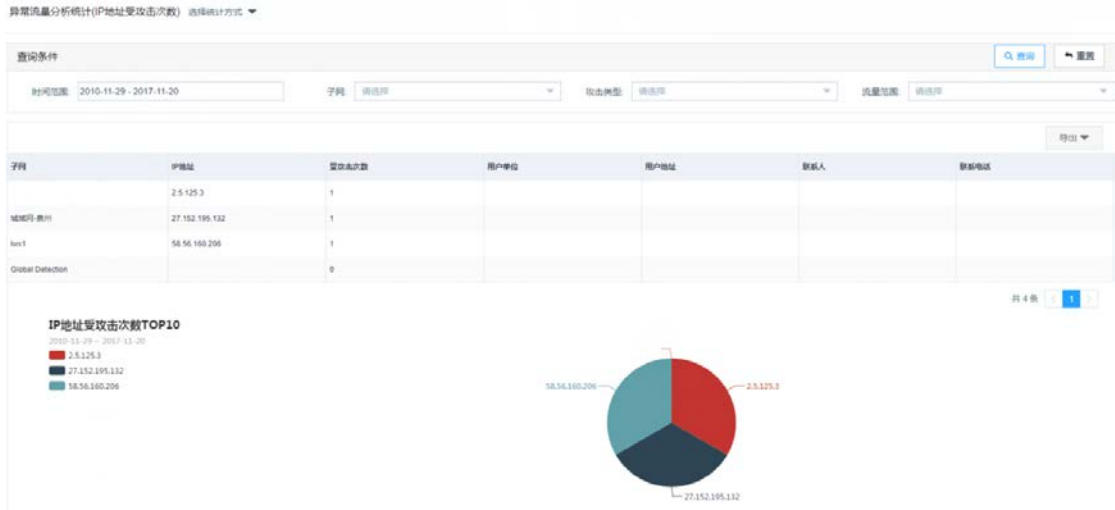 异常流量分析统计(IP地址受攻击次数) 选择统计方式
查询条件 查询 重置
时间范围: 2010-11-29 - 2017-11-20 子网: 请选择 攻击类型: 请选择 流量范围: 请选择
导出
子网 IP地址 受攻击次数 用户单位 用户地址 联系人 联系电话
2.5.125.3 1
城域网-泉州 27.152.195.132 1
58.56.160.206 1
Global Detection 0
共 4 条 1
IP地址受攻击次数TOP10
2010-11-29 ~ 2017-11-20
2.5.125.3
27.152.195.132
58.56.160.206
58.56.160.206 2.5.125.3
27.152.195.132